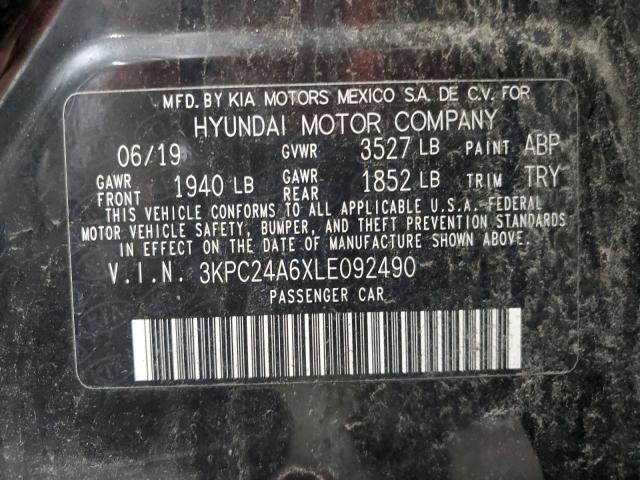 MFD. BY KIA MOTORS MEXICO S.A. DE C.V. FOR
HYUNDAI MOTOR COMPANY
06/19 GVWR 3527 LB PAINT ABP
GAWR FRONT 1940 LB GAWR REAR 1852 LB TRIM TRY
THIS VEHICLE CONFORMS TO ALL APPLICABLE U.S.A. FEDERAL
MOTOR VEHICLE SAFETY, BUMPER, AND THEFT PREVENTION STANDARDS
IN EFFECT ON THE DATE OF MANUFACTURE SHOWN ABOVE.
V.I.N. 3KPC24A6XLE092490
PASSENGER CAR